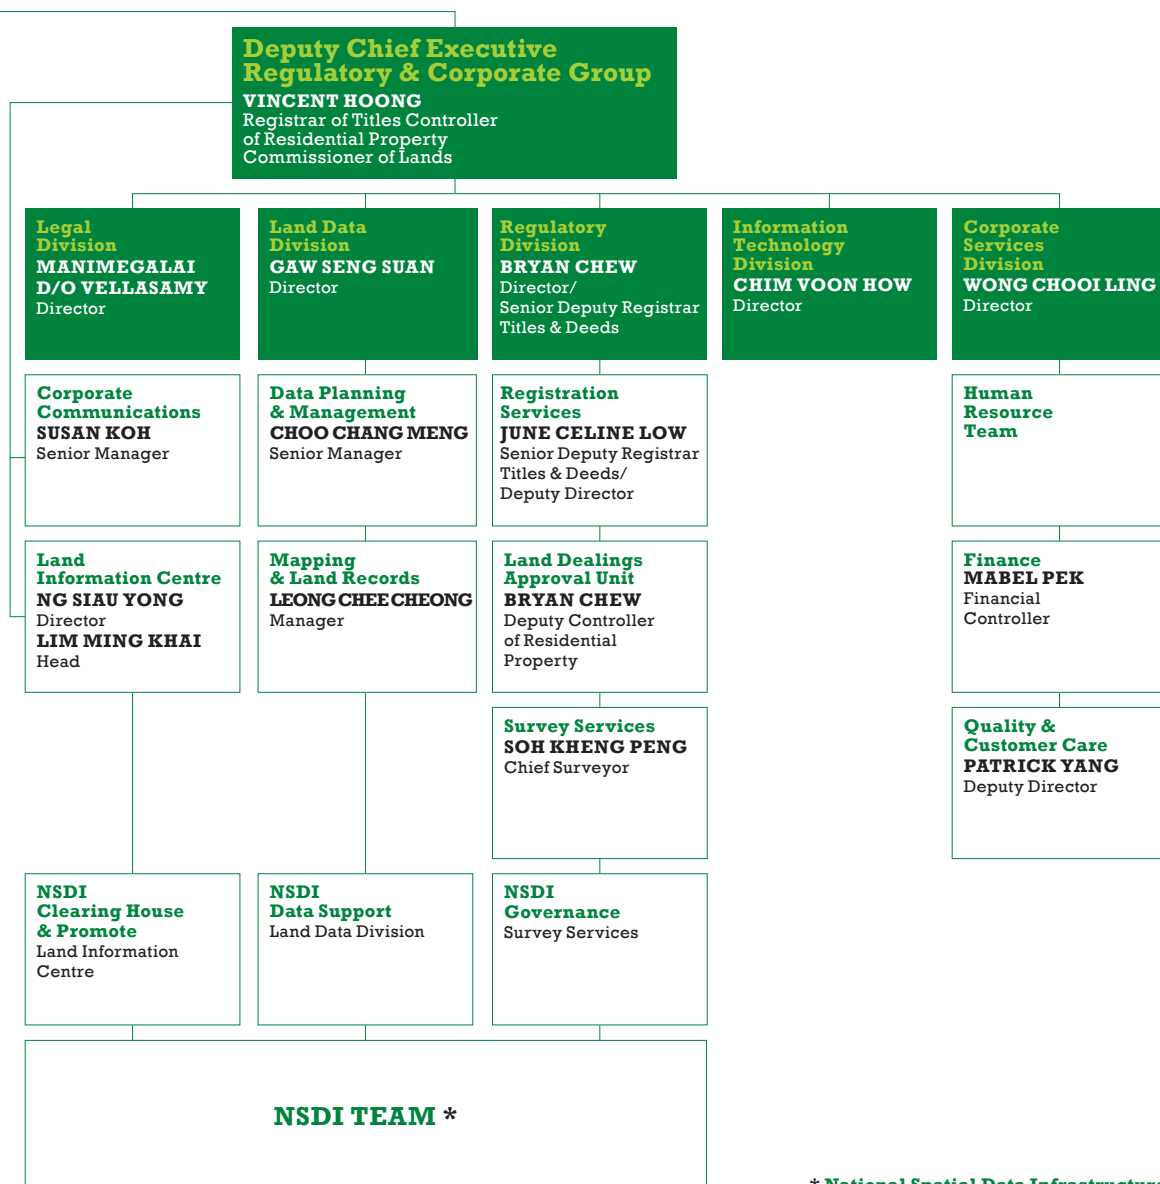 Deputy Chief Executive
Regulatory & Corporate Group
VINCENT HOONG
Registrar of Titles Controller
of Residential Property
Commissioner of Lands
Legal
Division
MANIMEGALAI
D/O VELLASAMY
Director
Land Data
Division
GAW SENG SUAN
Director
Regulatory
Division
BRYAN CHEW
Director/
Senior Deputy Registrar
Titles & Deeds
Information
Technology
Division
CHIM VOON HOW
Director
Corporate
Services
Division
WONG CHOOI LING
Director
Corporate
Communications
SUSAN KOH
Senior Manager
Data Planning
& Management
CHOO CHANG MENG
Senior Manager
Registration
Services
JUNE CELINE LOW
Senior Deputy Registrar
Titles & Deeds/
Deputy Director
Human
Resource
Team
Land
Information Centre
NG SIAU YONG
Director
LIM MING KHAI
Head
Mapping
& Land Records
LEONG CHEE CHEONG
Manager
Land Dealings
Approval Unit
BRYAN CHEW
Deputy Controller
of Residential
Property
Finance
MABEL PEK
Financial
Controller
Survey Services
SOH KHENG PENG
Chief Surveyor
Quality &
Customer Care
PATRICK YANG
Deputy Director
NSDI
Clearing House
& Promote
Land Information
Centre
NSDI
Data Support
Land Data Division
NSDI
Governance
Survey Services
NSDI TEAM *
* National Spatial Data Infrastructure